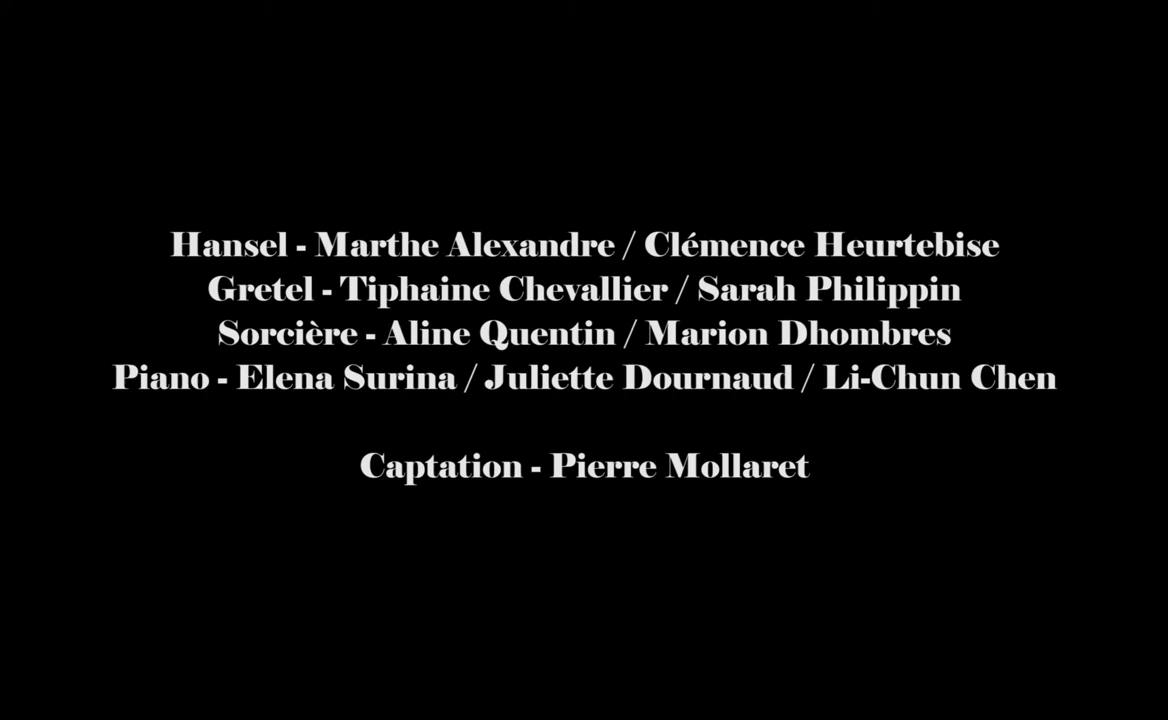 Hansel - Marthe Alexandre / Clémence Heurtebise
Gretel - Tiphaine Chevallier / Sarah Philippin
Sorcière - Aline Quentin / Marion Dhombres
Piano - Elena Surina / Juliette Dournaud / Li-Chun Chen
Captation - Pierre Mollaret